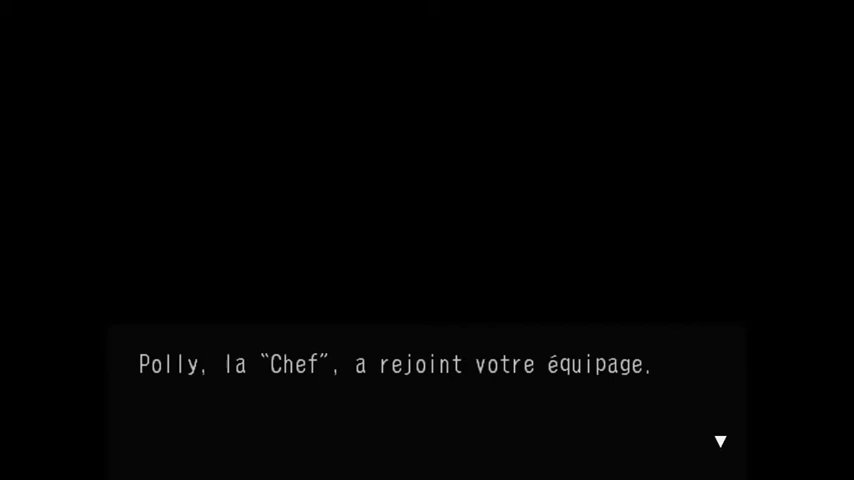 Polly, la “Chef”, a rejoint votre équipage.